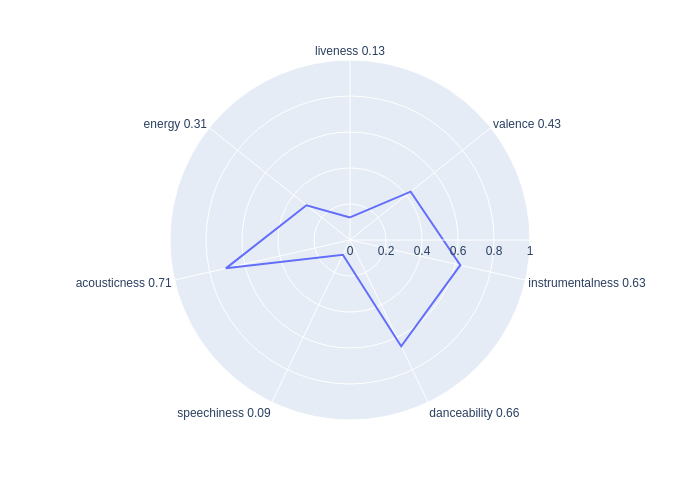 liveness 0.13
energy 0.31
valence 0.43
0 0.2 0.4 0.6 0.8 1
acousticness 0.71
instrumentalness 0.63
speechiness 0.09
danceability 0.66